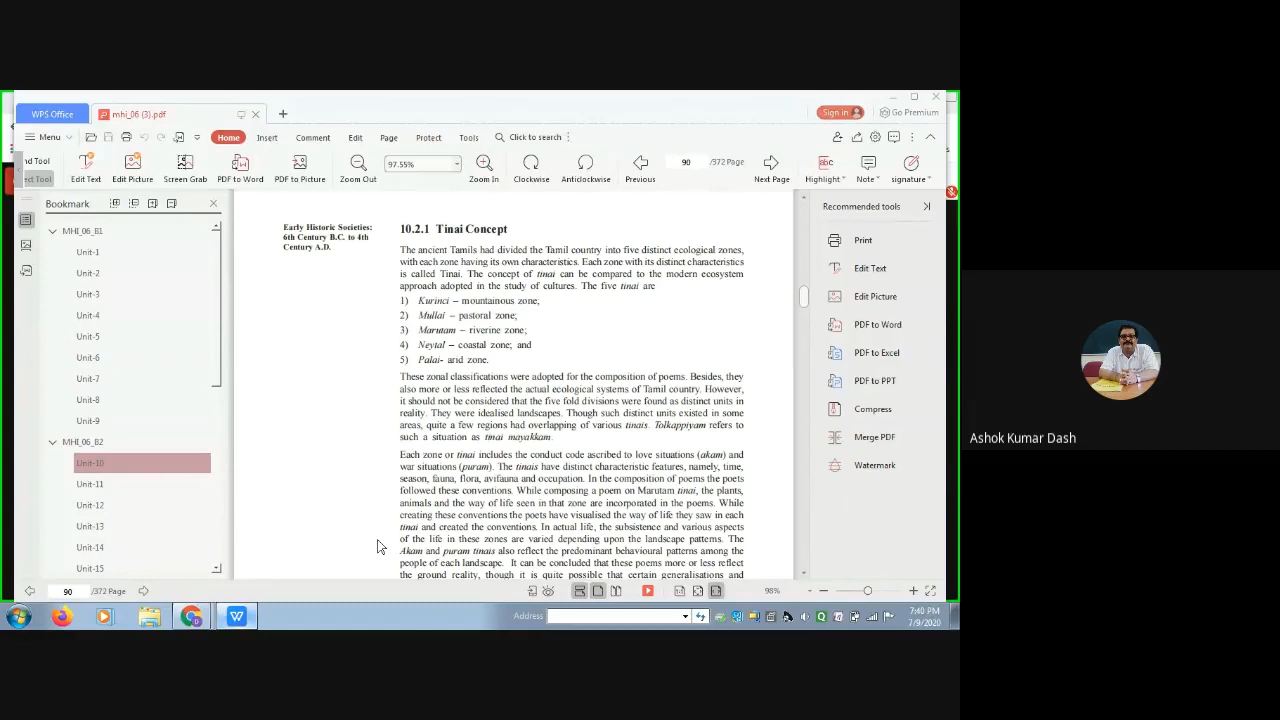 WPS Office
mhi_06 (3).pdf
Sign in
Go Premium
Menu
Home
Insert
Comment
Edit
Page
Protect
Tools
Click to search
nd Tool
ect Tool
Edit Text
Edit Picture
Screen Grab
PDF to Word
PDF to Picture
Zoom Out
97.55%
Zoom In
Clockwise
Anticlockwise
Previous
90
/372 Page
Next Page
Highlight
Note
signature
Bookmark
MHI_06_B1
Unit-1
Unit-2
Unit-3
Unit-4
Unit-5
Unit-6
Unit-7
Unit-8
Unit-9
MHI_06_B2
Unit-10
Unit-11
Unit-12
Unit-13
Unit-14
Unit-15
Early Historic Societies:
6th Century B.C. to 4th
Century A.D.
10.2.1 Tinai Concept
The ancient Tamils had divided the Tamil country into five distinct ecological zones,
with each zone having its own characteristics. Each zone with its distinct characteristics
is called Tinai. The concept of tinai can be compared to the modern ecosystem
approach adopted in the study of cultures. The five tinai are
1) Kurinci – mountainous zone;
2) Mullai – pastoral zone;
3) Marutam – riverine zone;
4) Neytal – coastal zone; and
5) Palai- arid zone.
These zonal classifications were adopted for the composition of poems. Besides, they
also more or less reflected the actual ecological systems of Tamil country. However,
it should not be considered that the five fold divisions were found as distinct units in
reality. They were idealised landscapes. Though such distinct units existed in some
areas, quite a few regions had overlapping of various tinais. Tolkappiyam refers to
such a situation as tinai mayakkam.
Each zone or tinai includes the conduct code ascribed to love situations (akam) and
war situations (puram). The tinais have distinct characteristic features, namely, time,
season, fauna, flora, avifauna and occupation. In the composition of poems the poets
followed these conventions. While composing a poem on Marutam tinai, the plants,
animals and the way of life seen in that zone are incorporated in the poems. While
creating these conventions the poets have visualised the way of life they saw in each
tinai and created the conventions. In actual life, the subsistence and various aspects
of the life in these zones are varied depending upon the landscape patterns. The
Akam and puram tinais also reflect the predominant behavioural patterns among the
people of each landscape. It can be concluded that these poems more or less reflect
the ground reality, though it is quite possible that certain generalisations and
Recommended tools
Print
Edit Text
Edit Picture
PDF to Word
PDF to Excel
PDF to PPT
Compress
Merge PDF
Watermark
90
/372 Page
98%
Address
7:40 PM
7/9/2020
Ashok Kumar Dash